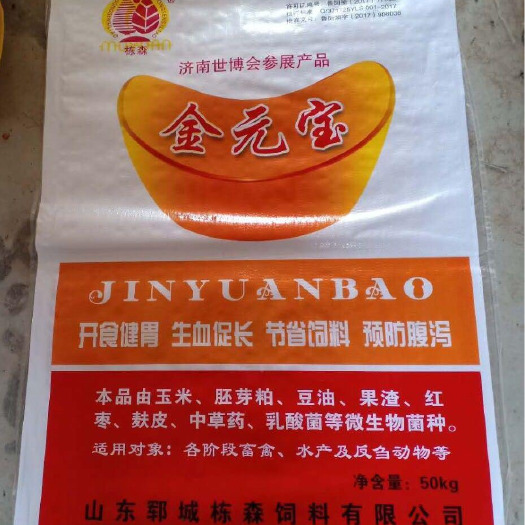 栋森
济南世博会参展产品
金元宝
JINYUANBAO
开食健胃 生血促长 节省饲料 预防腹泻
本品由玉米、胚芽粕、豆油、果渣、红
枣、麸皮、中草药、乳酸菌等微生物菌种。
适用对象：各阶段畜禽、水产及反刍动物等
净含量：50kg
山东郓城栋森饲料有限公司